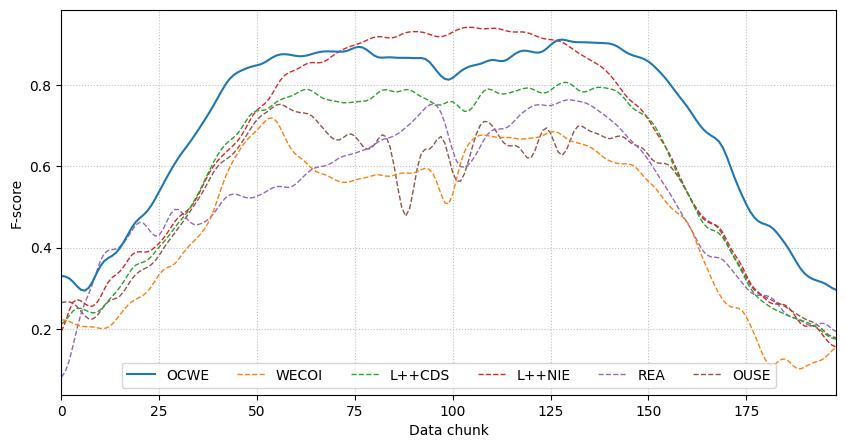 F-score
0.8
0.6
0.4
0.2
OCWE WECOI L++CDS L++NIE REA OUSE
0 25 50 75 100 125 150 175
Data chunk